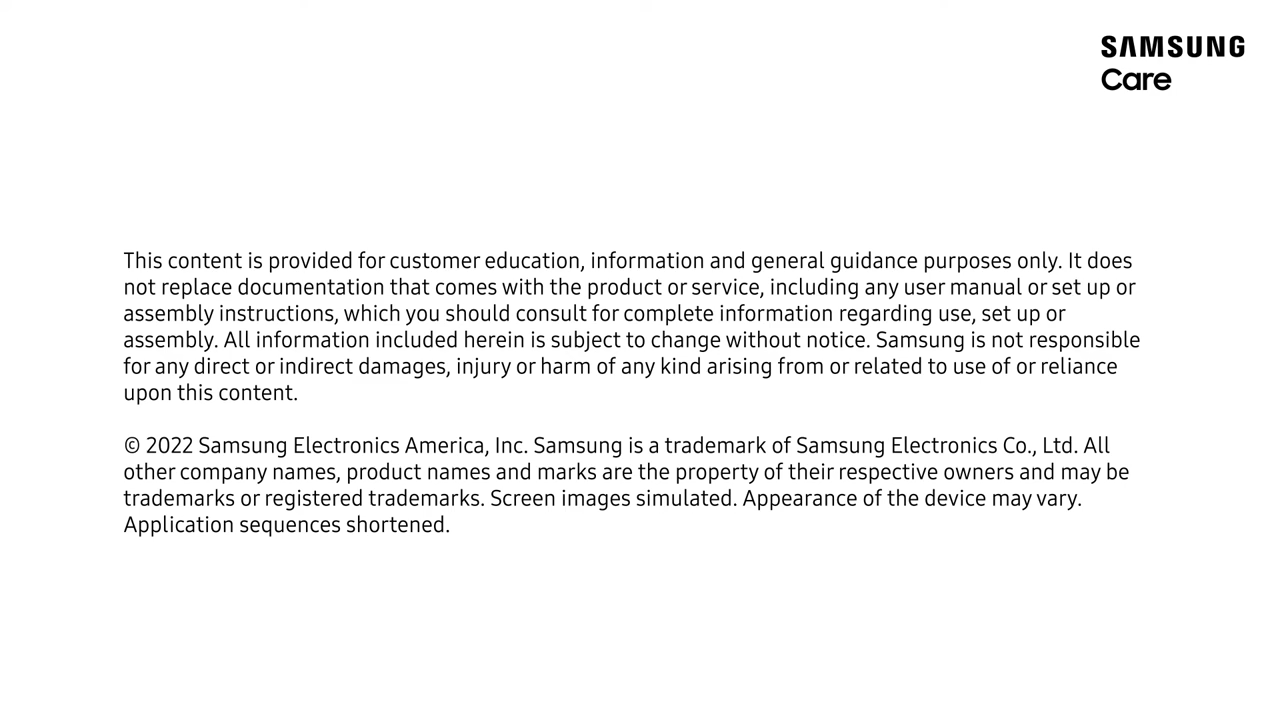 SAMSUNG
Care
This content is provided for customer education, information and general guidance purposes only. It does
not replace documentation that comes with the product or service, including any user manual or set up or
assembly instructions, which you should consult for complete information regarding use, set up or
assembly. All information included herein is subject to change without notice. Samsung is not responsible
for any direct or indirect damages, injury or harm of any kind arising from or related to use of or reliance
upon this content.
© 2022 Samsung Electronics America, Inc. Samsung is a trademark of Samsung Electronics Co., Ltd. All
other company names, product names and marks are the property of their respective owners and may be
trademarks or registered trademarks. Screen images simulated. Appearance of the device may vary.
Application sequences shortened.